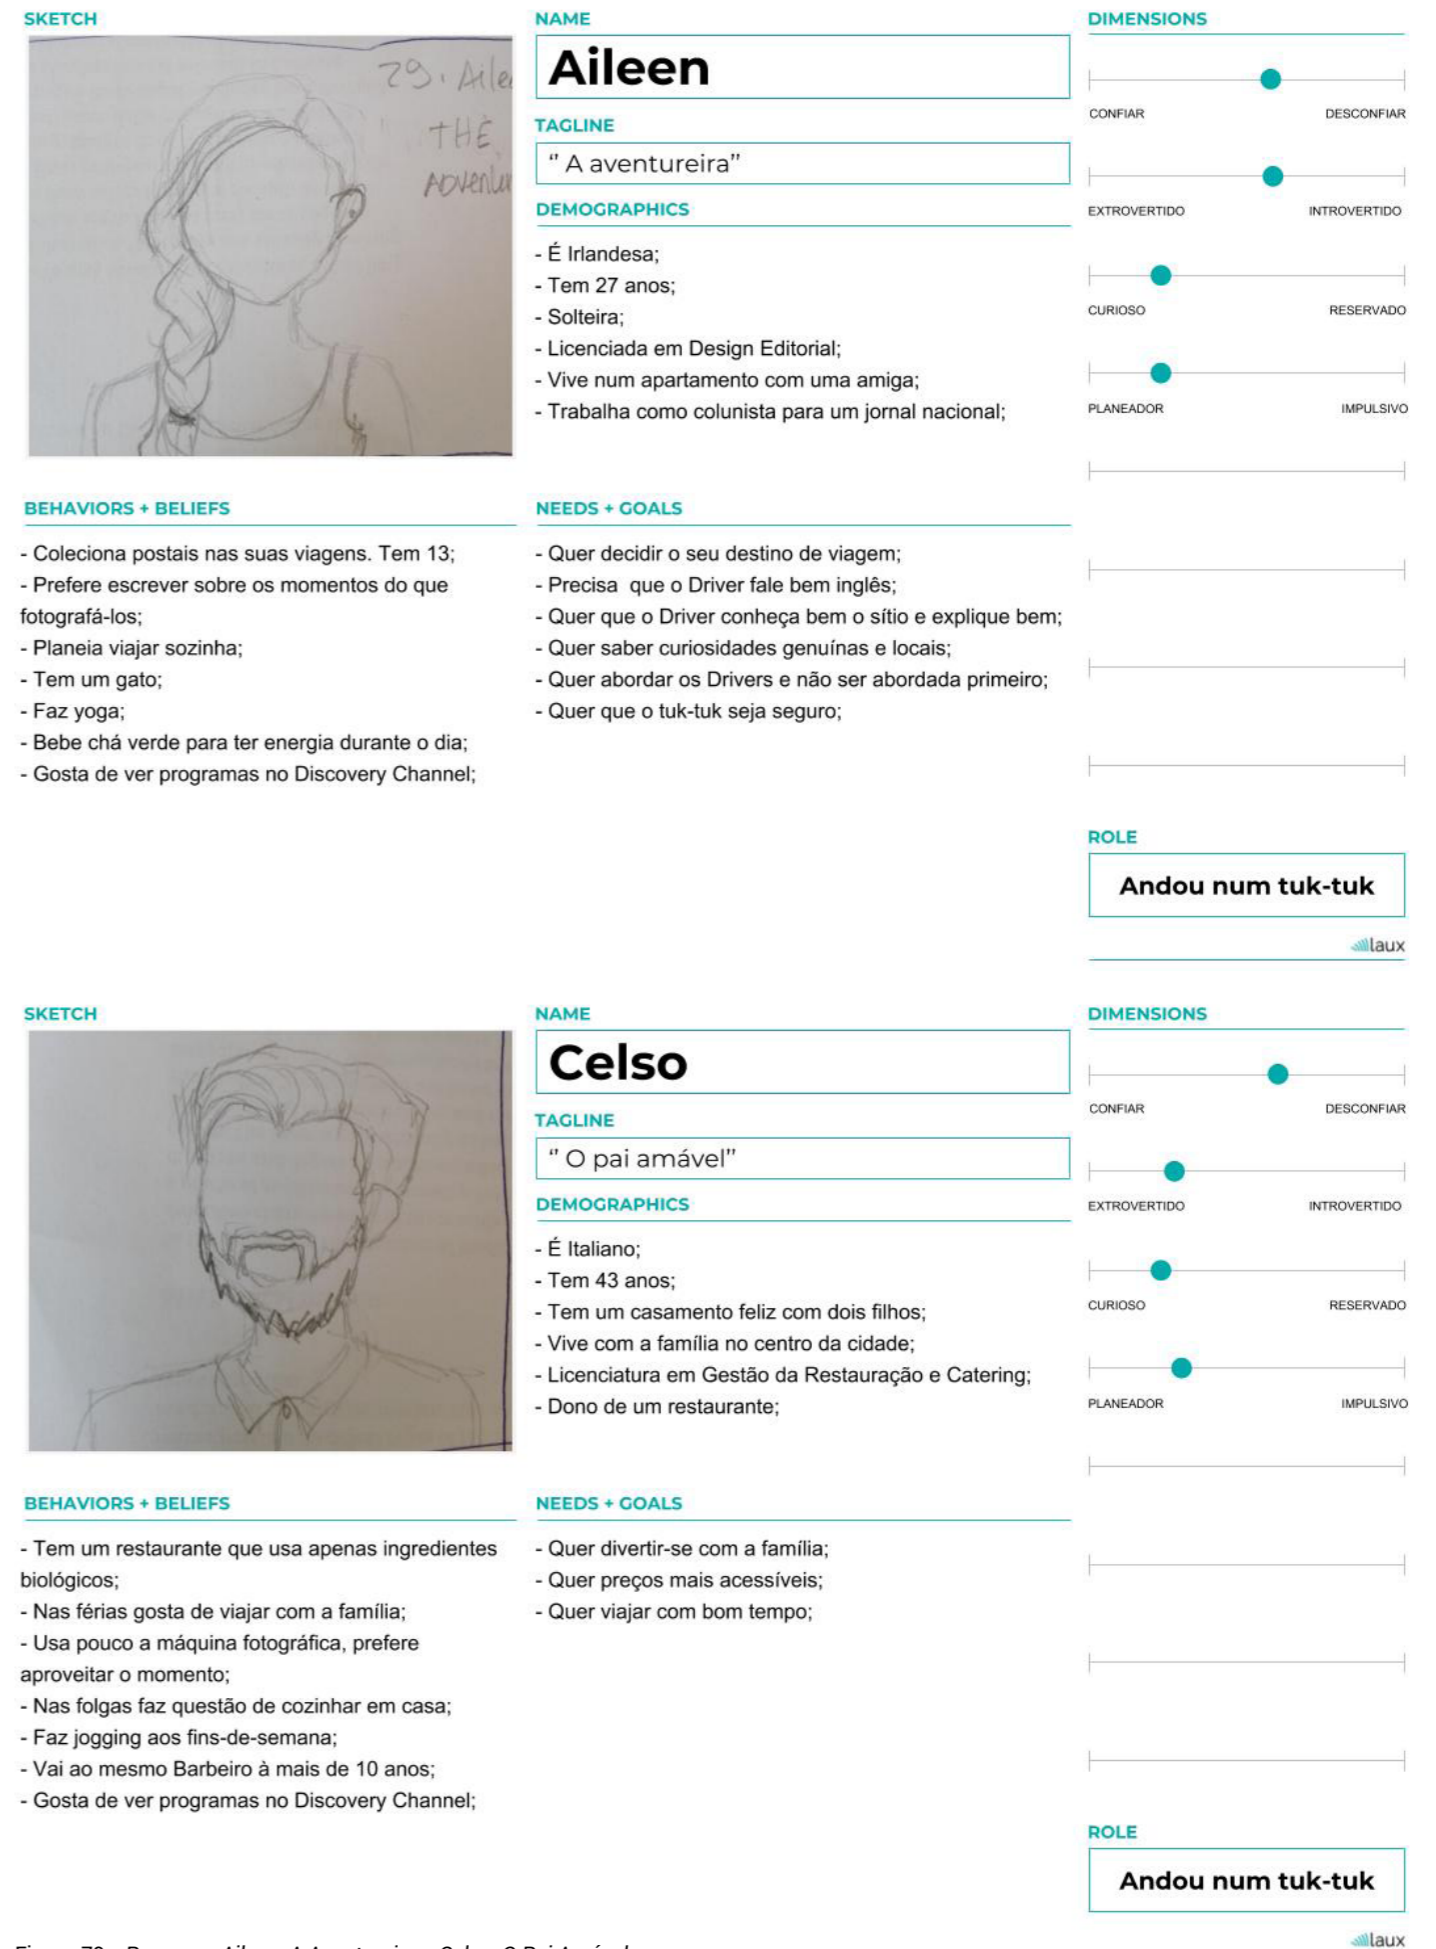 SKETCH
29. Aile
THE
NAME
Aileen
TAGLINE
“ A aventureira”
DEMOGRAPHICS
- É Irlandesa;
- Tem 27 anos;
- Solteira;
- Licenciada em Design Editorial;
- Vive num apartamento com uma amiga;
- Trabalha como colunista para um jornal nacional;
DIMENSIONS
CONFIAR DESCONFIAR
EXTROVERTIDO INTROVERTIDO
CURIOSO RESERVADO
PLANEADOR IMPULSIVO
BEHAVIORS + BELIEFS
- Coleciona postais nas suas viagens. Tem 13;
- Prefere escrever sobre os momentos do que
fotografá-los;
- Planeia viajar sozinha;
- Tem um gato;
- Faz yoga;
- Bebe chá verde para ter energia durante o dia;
- Gosta de ver programas no Discovery Channel;
NEEDS + GOALS
- Quer decidir o seu destino de viagem;
- Precisa que o Driver fale bem inglês;
- Quer que o Driver conheça bem o sítio e explique bem;
- Quer saber curiosidades genuínas e locais;
- Quer abordar os Drivers e não ser abordada primeiro;
- Quer que o tuk-tuk seja seguro;
ROLE
Andou num tuk-tuk
laux
SKETCH
NAME
Celso
TAGLINE
“ O pai amável”
DEMOGRAPHICS
- É Italiano;
- Tem 43 anos;
- Tem um casamento feliz com dois filhos;
- Vive com a família no centro da cidade;
- Licenciatura em Gestão da Restauração e Catering;
- Dono de um restaurante;
DIMENSIONS
CONFIAR DESCONFIAR
EXTROVERTIDO INTROVERTIDO
CURIOSO RESERVADO
PLANEADOR IMPULSIVO
BEHAVIORS + BELIEFS
- Tem um restaurante que usa apenas ingredientes
biológicos;
- Nas férias gosta de viajar com a família;
- Usa pouco a máquina fotográfica, prefere
aproveitar o momento;
- Nas folgas faz questão de cozinhar em casa;
- Faz jogging aos fins-de-semana;
- Vai ao mesmo Barbeiro à mais de 10 anos;
- Gosta de ver programas no Discovery Channel;
NEEDS + GOALS
- Quer divertir-se com a família;
- Quer preços mais acessíveis;
- Quer viajar com bom tempo;
ROLE
Andou num tuk-tuk
laux